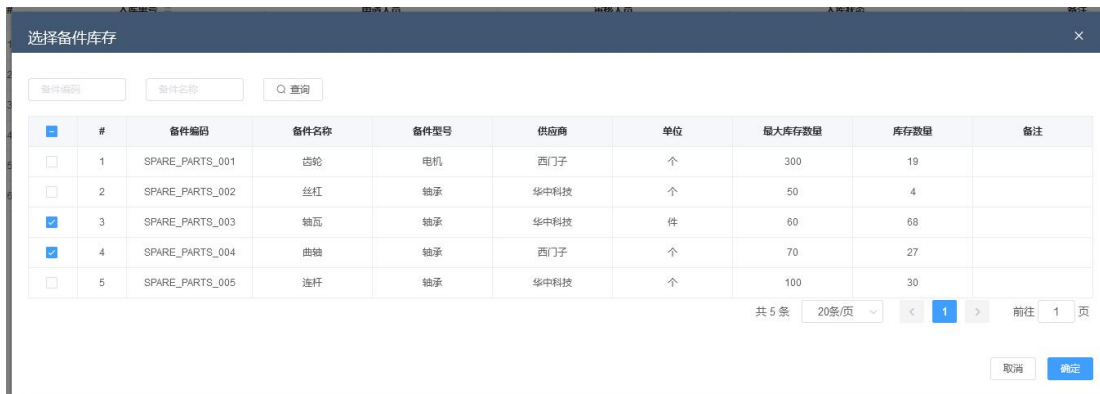 选择备件库存
备件编码 备件名称 查询
# 备件编码 备件名称 备件型号 供应商 单位 最大库存数量 库存数量 备注
1 SPARE_PARTS_001 齿轮 电机 西门子 个 300 19
2 SPARE_PARTS_002 丝杠 轴承 华中科技 个 50 4
3 SPARE_PARTS_003 轴瓦 轴承 华中科技 件 60 68
4 SPARE_PARTS_004 曲轴 轴承 西门子 个 70 27
5 SPARE_PARTS_005 连杆 轴承 华中科技 个 100 30
共 5 条 20条/页 < 1 > 前往 1 页
取消 确定